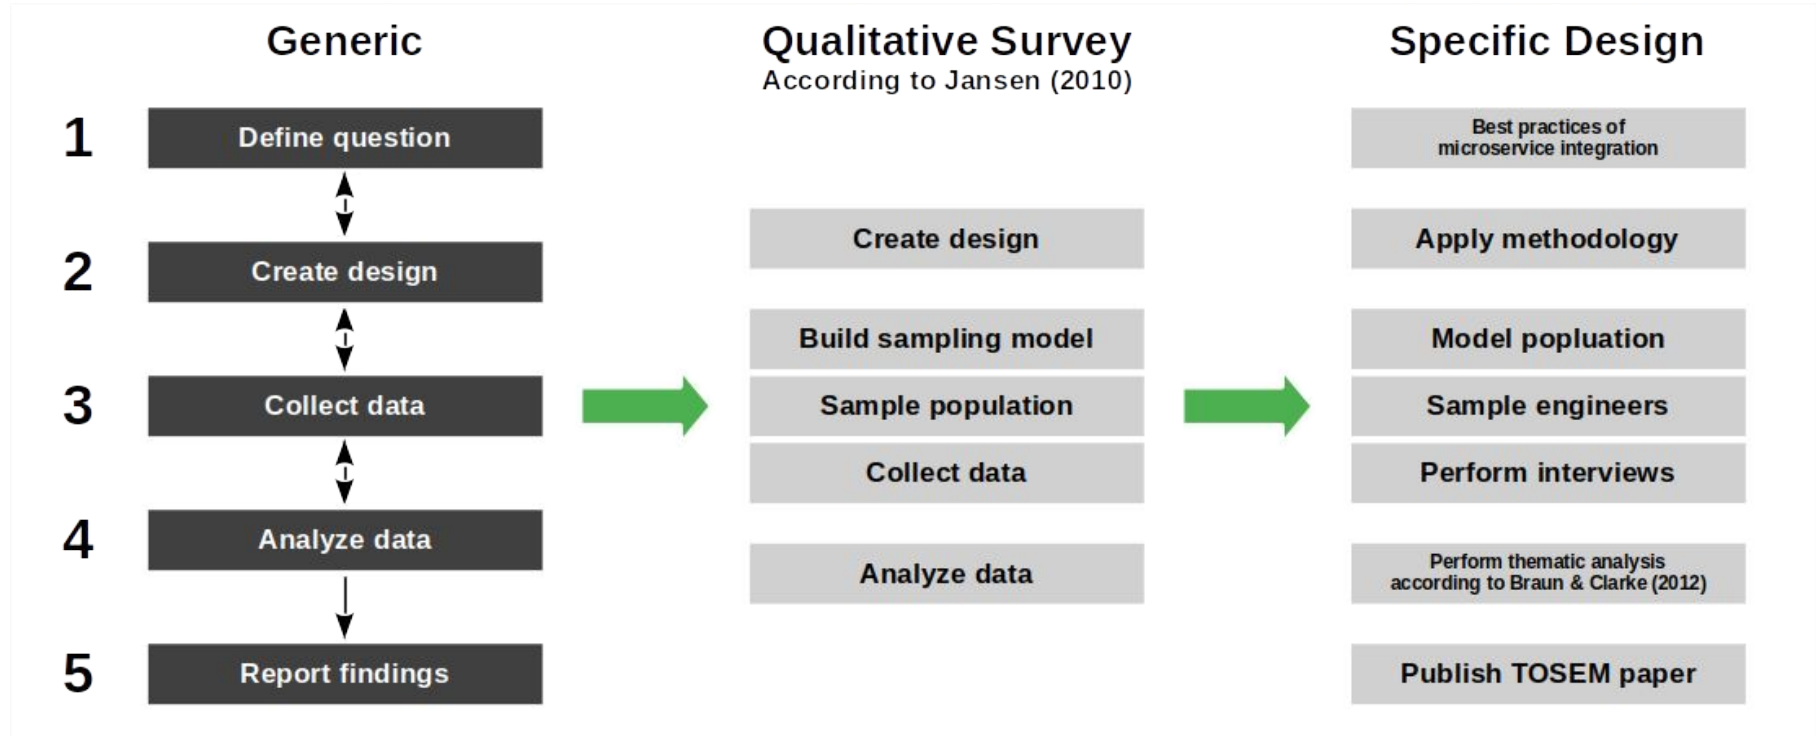 Generic
1
Define question
2
Create design
3
Collect data
4
Analyze data
5
Report findings
Qualitative Survey
According to Jansen (2010)
Create design
Build sampling model
Sample population
Collect data
Analyze data
Specific Design
Best practices of
microservice integration
Apply methodology
Model popluation
Sample engineers
Perform interviews
Perform thematic analysis
according to Braun & Clarke (2012)
Publish TOSEM paper